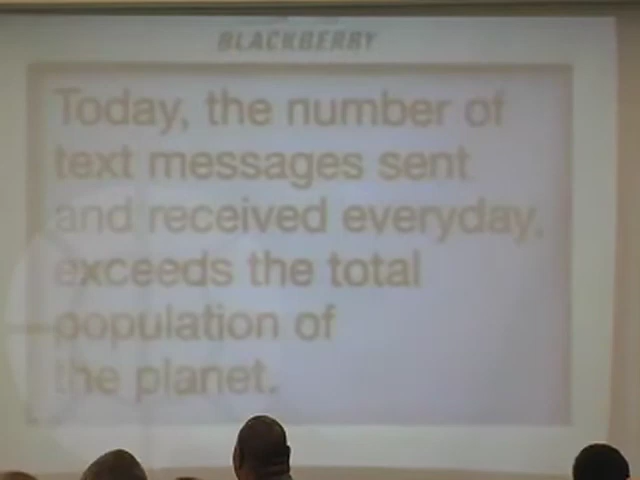 BLACKBERRY
Today, the number of
text messages sent
and received everyday,
exceeds the total
population of
the planet.